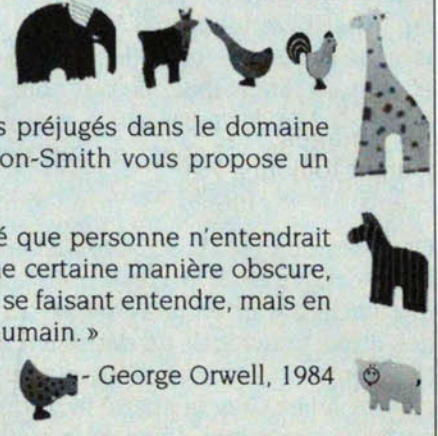 s préjugés dans le domaine
on-Smith vous propose un
é que personne n'entendrait
e certaine manière obscure,
se faisant entendre, mais en
umain. »
- George Orwell, 1984